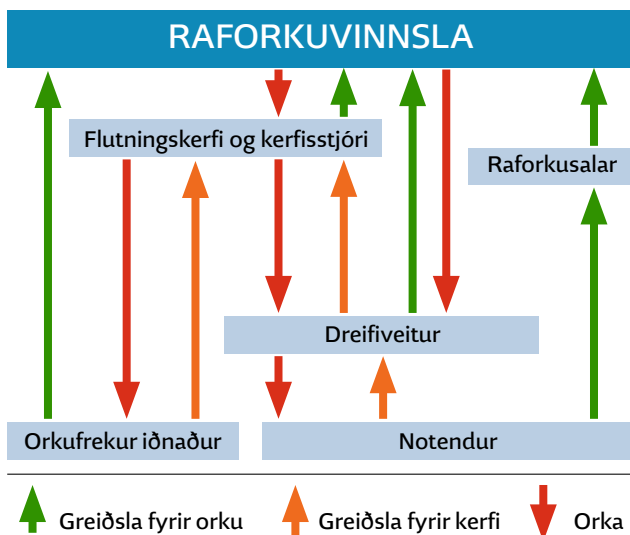 RAFORKUVINNSLA
Flutningskerfi og kerfisstjóri
Raforkusalar
Dreifiveitur
Orkufrekur iðnaður
Notendur
Greiðsla fyrir orku
Greiðsla fyrir kerfi
Orka